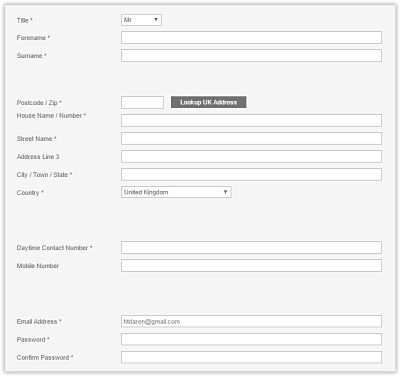 Title * Mr
Forename *
Surname *
Postcode / Zip * Lookup UK Address
House Name / Number *
Street Name *
Address Line 3
City / Town / State *
Country * United Kingdom
Daytime Contact Number *
Mobile Number
Email Address * htdaren@gmail.com
Password *
Confirm Password *